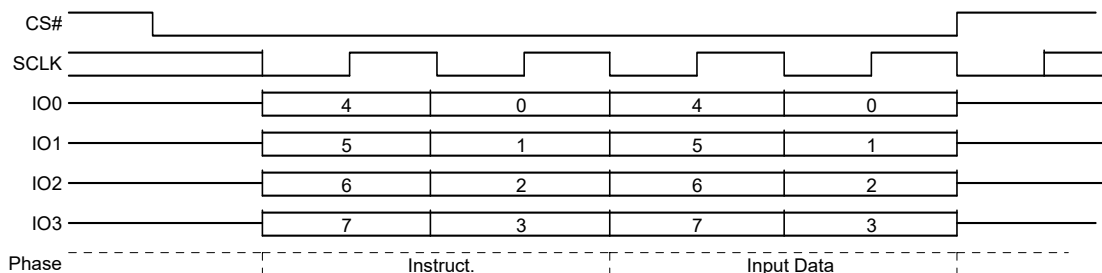 CS#
SCLK
IO0 4 0 4 0
IO1 5 1 5 1
IO2 6 2 6 2
IO3 7 3 7 3
Phase Instruct. Input Data